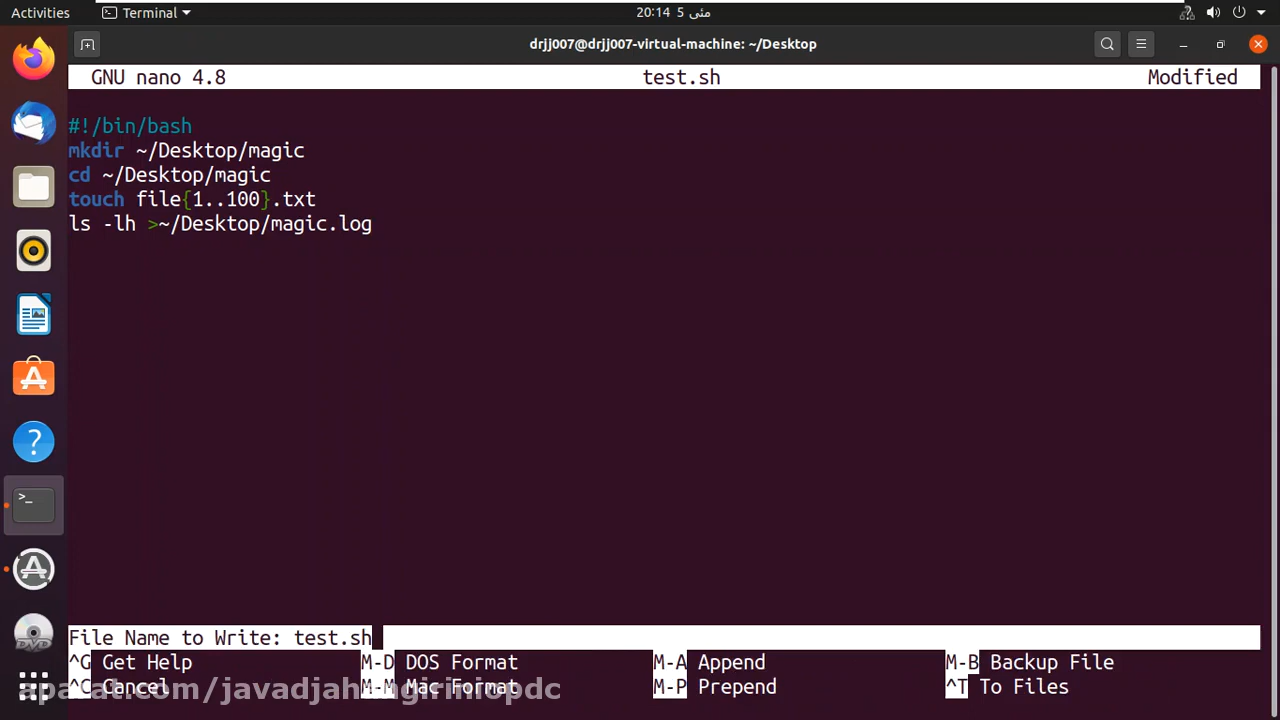 Activities Terminal 20:14 5 مئی
drjj007@drjj007-virtual-machine: ~/Desktop
GNU nano 4.8 test.sh Modified
#!/bin/bash
mkdir ~/Desktop/magic
cd ~/Desktop/magic
touch file{1..100}.txt
ls -lh >~/Desktop/magic.log
File Name to Write: test.sh
^G Get Help M-D DOS Format M-A Append M-B Backup File
^C Cancel M-M Mac Format M-P Prepend ^T To Files
aparat.com/javadjahangiriniopdc